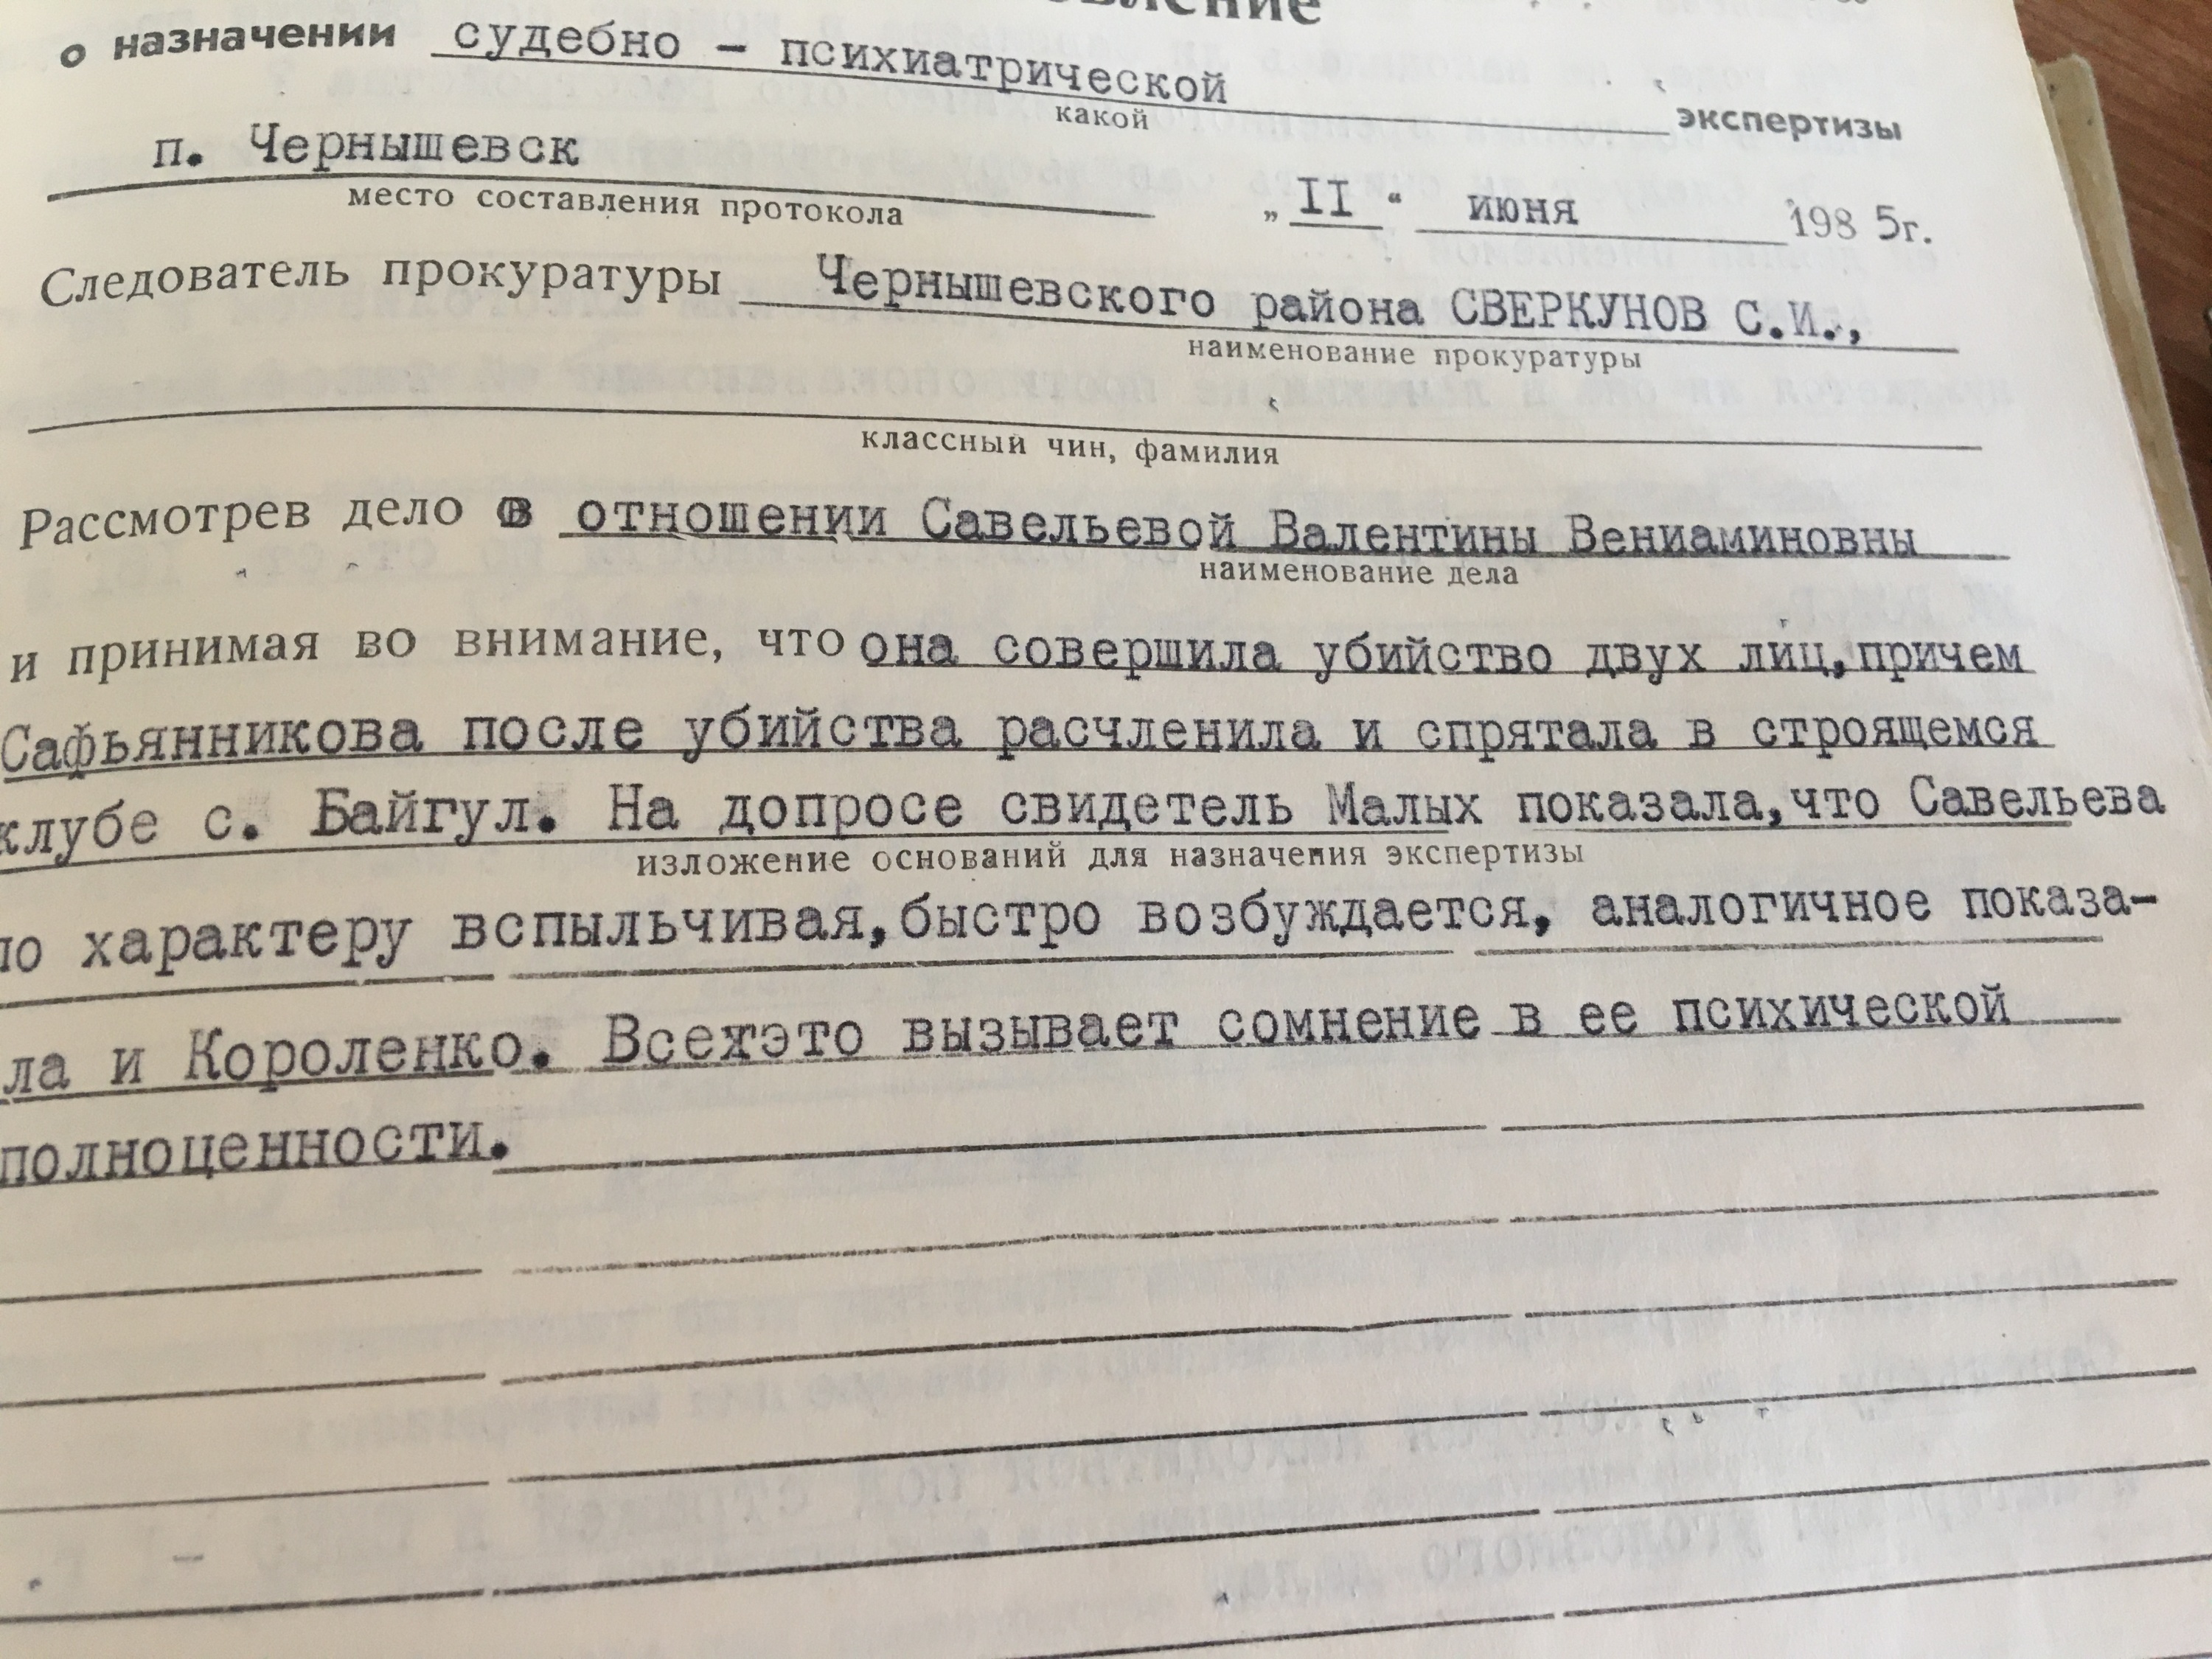 о назначении судебно – психиатрической экспертизы
какой
п. Чернышевск
место составления протокола
„ II “ июня 198 5г.
Следователь прокуратуры Чернышевского района СВЕРКУНОВ С.И.,
наименование прокуратуры
классный чин, фамилия
Рассмотрев дело в отношении Савельевой Валентины Вениаминовны
наименование дела
и принимая во внимание, что она совершила убийство двух лиц,причем
Сафьянникова после убийства расчленила и спрятала в строящемся
клубе с. Байгул. На допросе свидетель Малых показала,что Савельева
изложение оснований для назначения экспертизы
по характеру вспыльчивая,быстро возбуждается, аналогичное показа-
ла и Короленко. Всехэто вызывает сомнение в ее психической
полноценности.